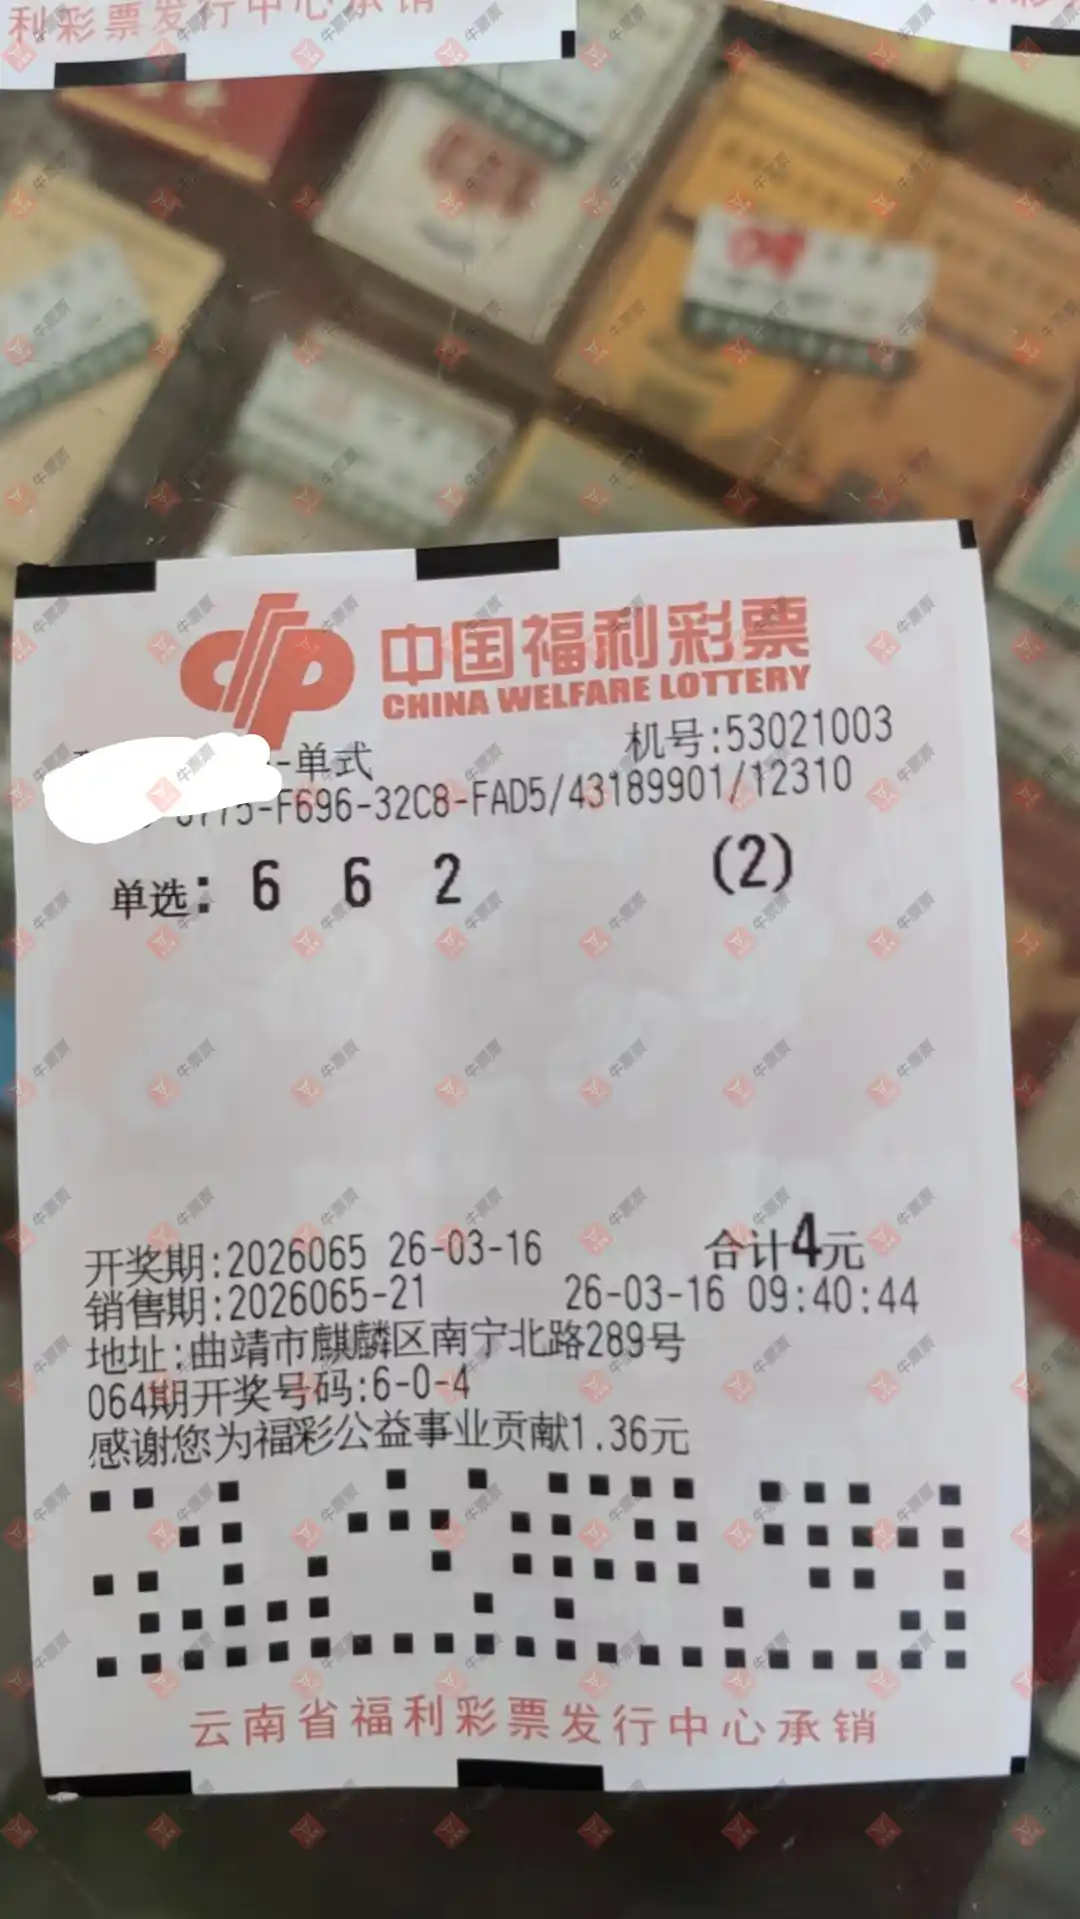 利彩票发行中心承销
中国福利彩票
CHINA WELFARE LOTTERY
机号:53021003
-单式
-F696-32C8-FAD5/43189901/12310
单选: 6 6 2 (2)
开奖期:2026065 26-03-16 合计4元
销售期:2026065-21 26-03-16 09:40:44
地址:曲靖市麒麟区南宁北路289号
064期开奖号码:6-0-4
感谢您为福彩公益事业贡献1.36元
云南省福利彩票发行中心承销
牛票票